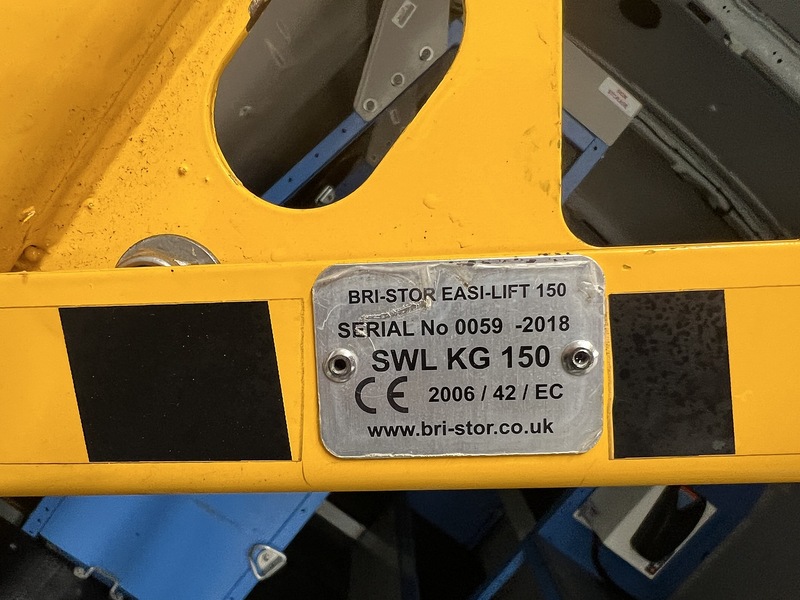 BRI-STOR EASI-LIFT 150
SERIAL No 0059 -2018
SWL KG 150
CE 2006 / 42 / EC
www.bri-stor.co.uk